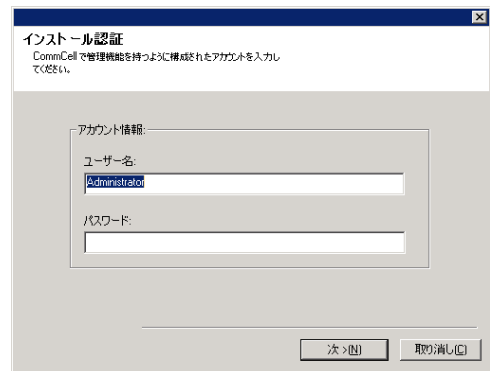 インストール認証
CommCellで管理機能を持つように構成されたアカウントを入力し
てください。
アカウント情報:
ユーザー名:
Administrator
パスワード:
次 >(N)
取り消し(C)